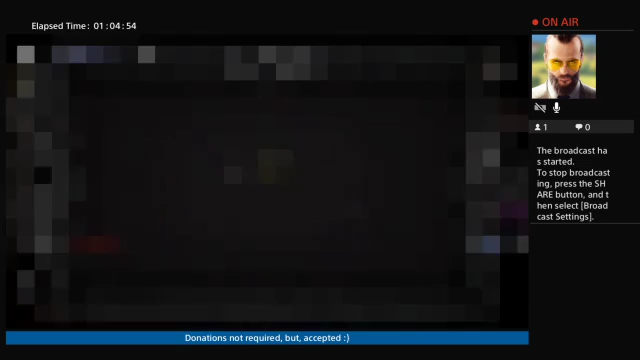 Elapsed Time: 01:04:54
ON AIR
1
0
The broadcast ha
s started.
To stop broadcast
ing, press the SH
ARE button, and t
hen select [Broad
cast Settings].
Donations not required, but, accepted :)